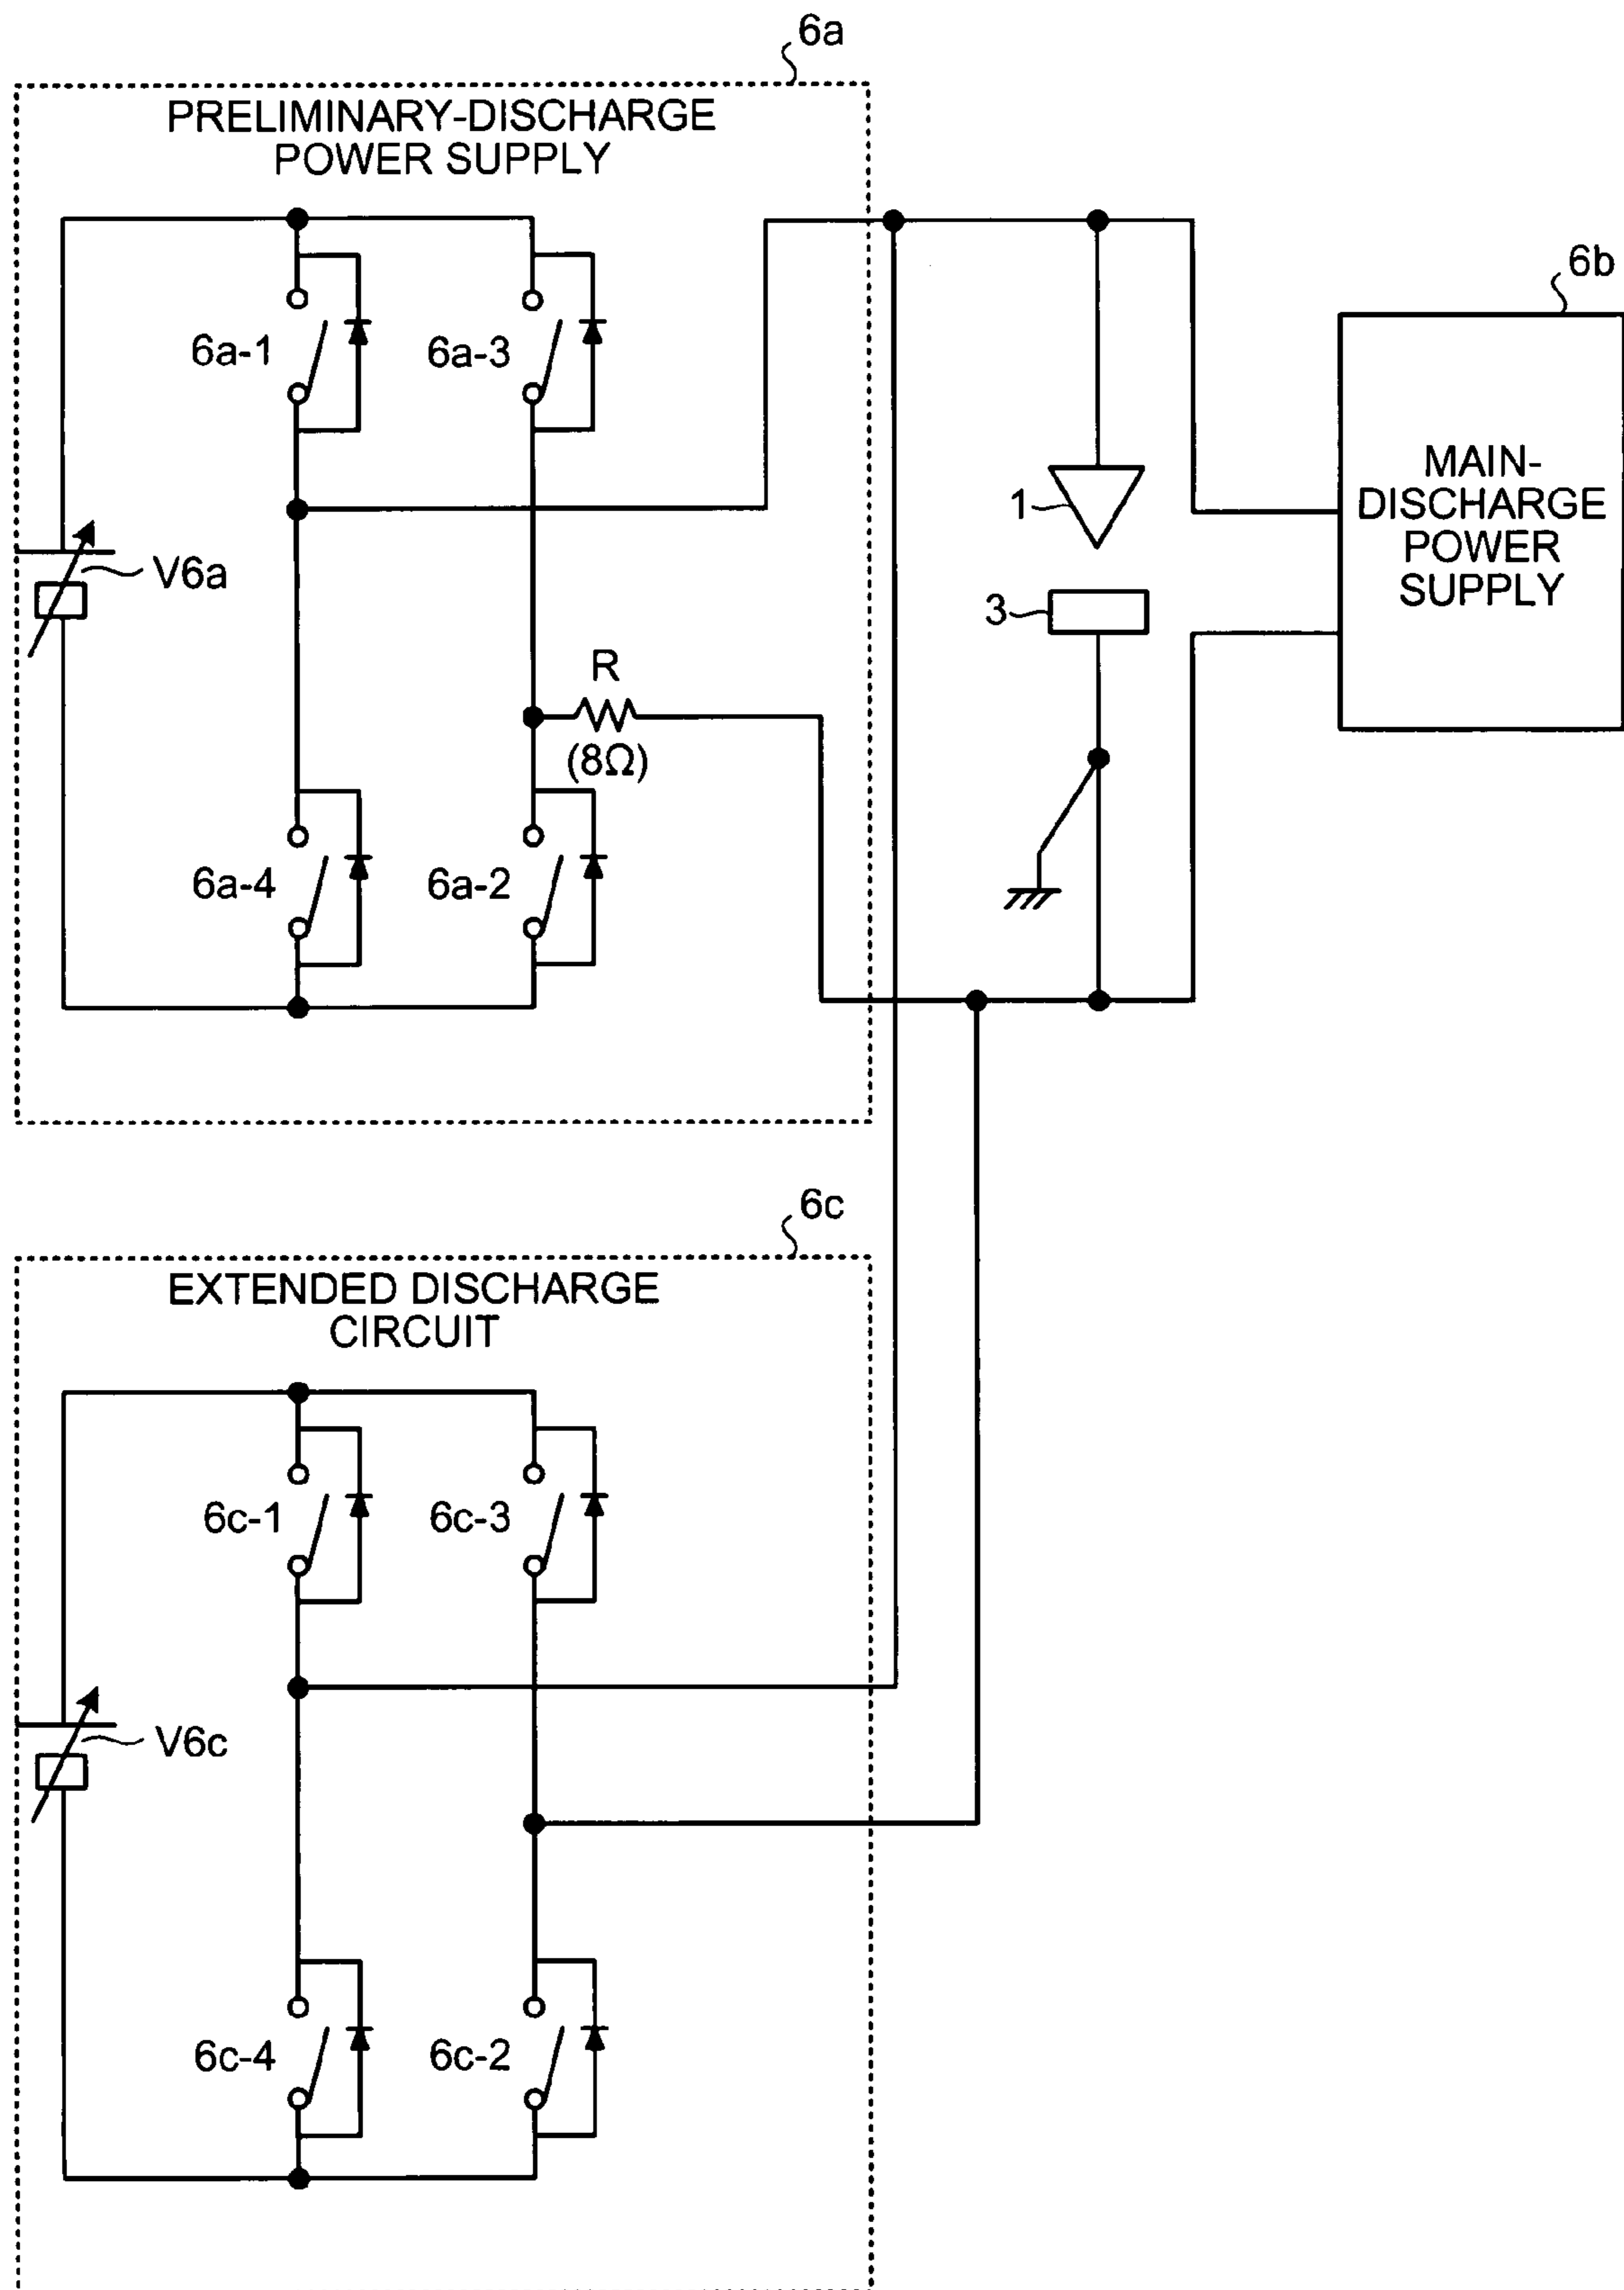 6a
PRELIMINARY-DISCHARGE
POWER SUPPLY
6b
6a-1
6a-3
MAIN-
DISCHARGE
POWER
SUPPLY
1
V6a
3
R
(8Ω)
6a-4
6a-2
6c
EXTENDED DISCHARGE
CIRCUIT
6c-1
6c-3
V6c
6c-4
6c-2